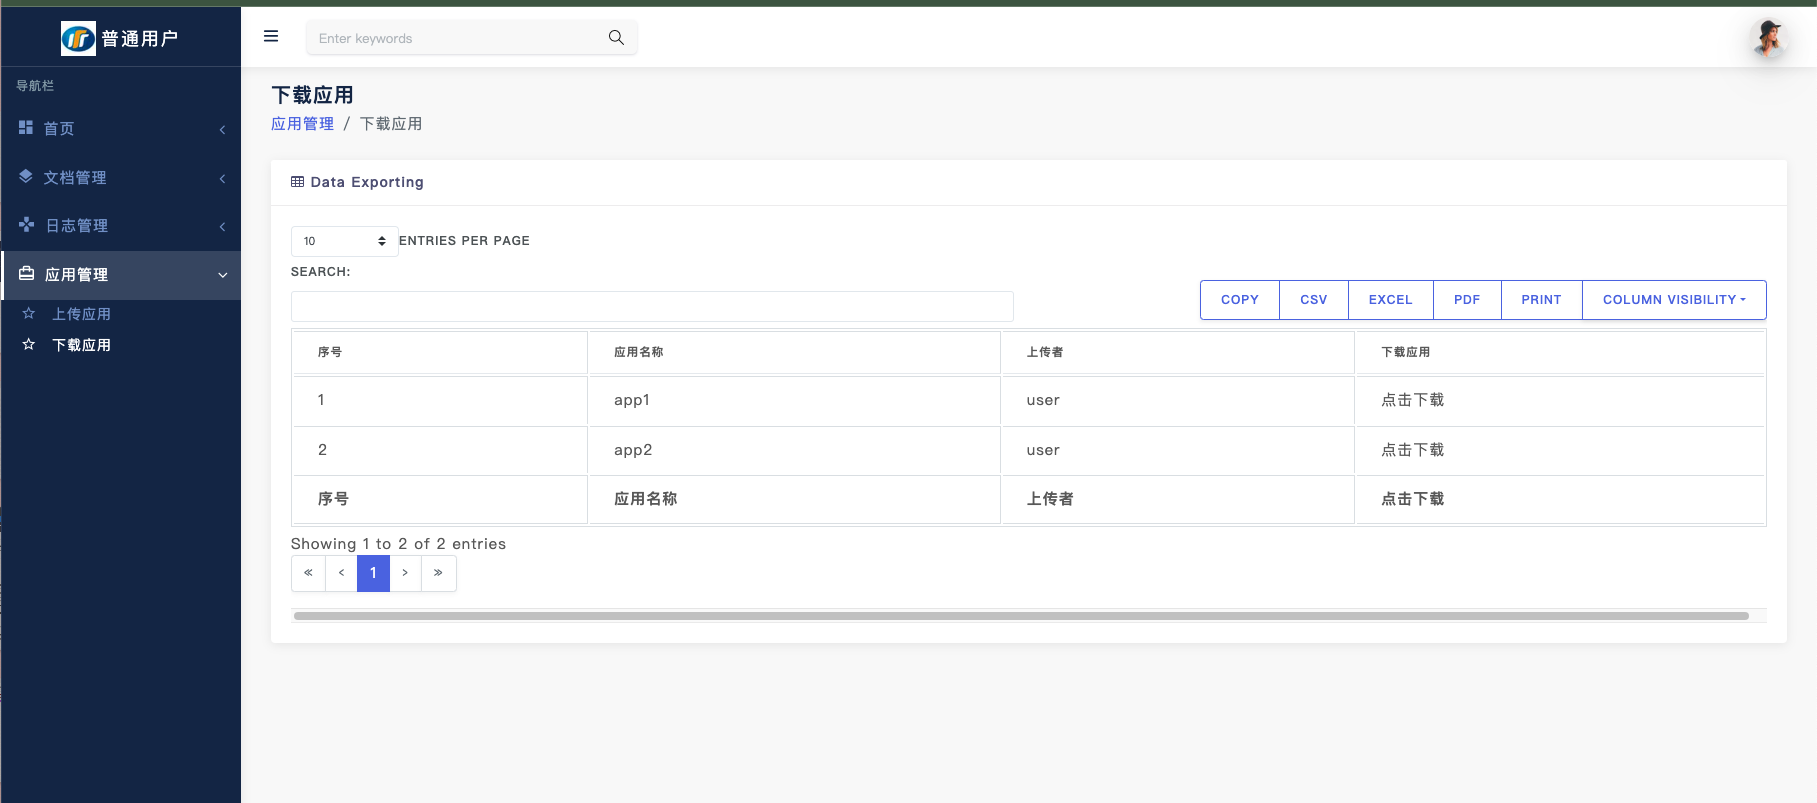 普通用户
Enter keywords
导航栏
首页
文档管理
日志管理
应用管理
上传应用
下载应用
下载应用
应用管理 / 下载应用
Data Exporting
10 ENTRIES PER PAGE
SEARCH:
COPY CSV EXCEL PDF PRINT COLUMN VISIBILITY
序号 应用名称 上传者 下载应用
1 app1 user 点击下载
2 app2 user 点击下载
序号 应用名称 上传者 点击下载
Showing 1 to 2 of 2 entries
« ‹ 1 › »